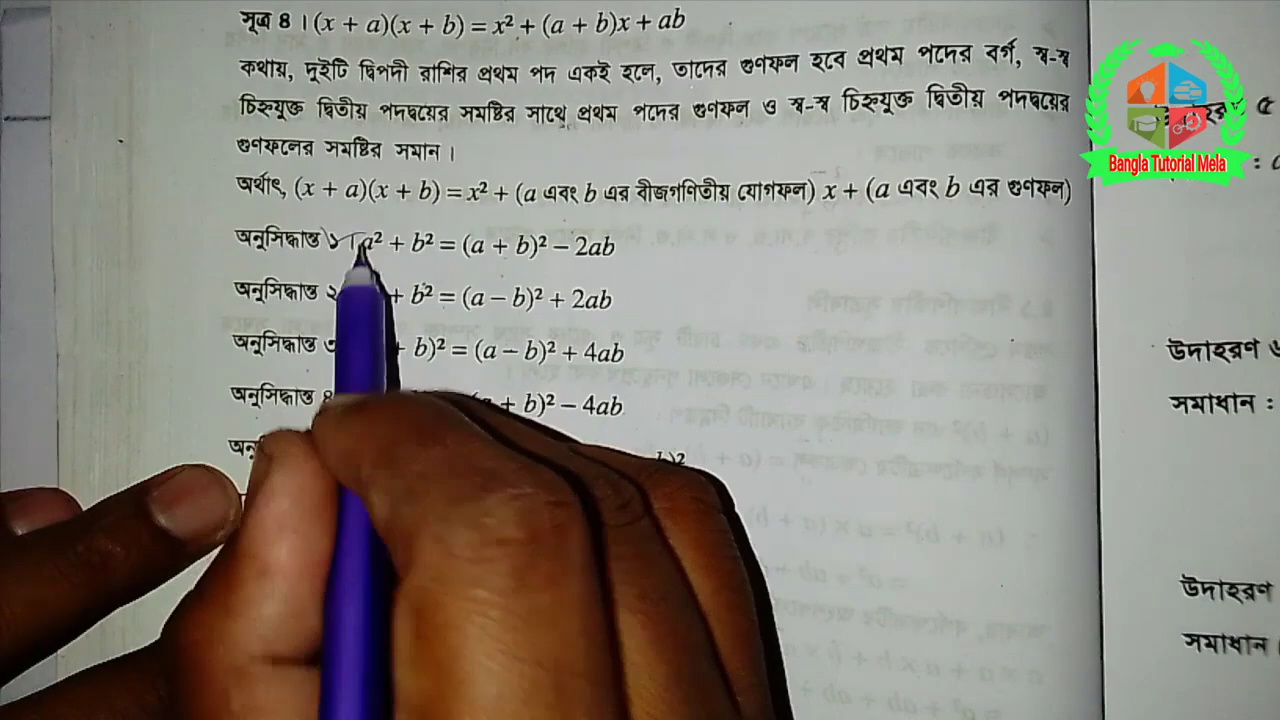 সূত্র ৪। (x + a)(x + b) = x² + (a + b)x + ab
কথায়, দুইটি দ্বিপদী রাশির প্রথম পদ একই হলে, তাদের গুণফল হবে প্রথম পদের বর্গ, স্ব-স্ব
চিহ্নযুক্ত দ্বিতীয় পদদ্বয়ের সমষ্টির সাথে প্রথম পদের গুণফল ও স্ব-স্ব চিহ্নযুক্ত দ্বিতীয় পদদ্বয়ের
গুণফলের সমষ্টির সমান।
অর্থাৎ, (x + a)(x + b) = x² + (a এবং b এর বীজগণিতীয় যোগফল) x + (a এবং b এর গুণফল)
অনুসিদ্ধান্ত ১। a² + b² = (a + b)² − 2ab
অনুসিদ্ধান্ত ২ + b² = (a − b)² + 2ab
অনুসিদ্ধান্ত ৩ + b)² = (a − b)² + 4ab
অনুসিদ্ধান্ত ৪ + b)² − 4ab
Bangla Tutorial Mela
৫
উদাহরণ ৬
সমাধান :
উদাহরণ
সমাধান